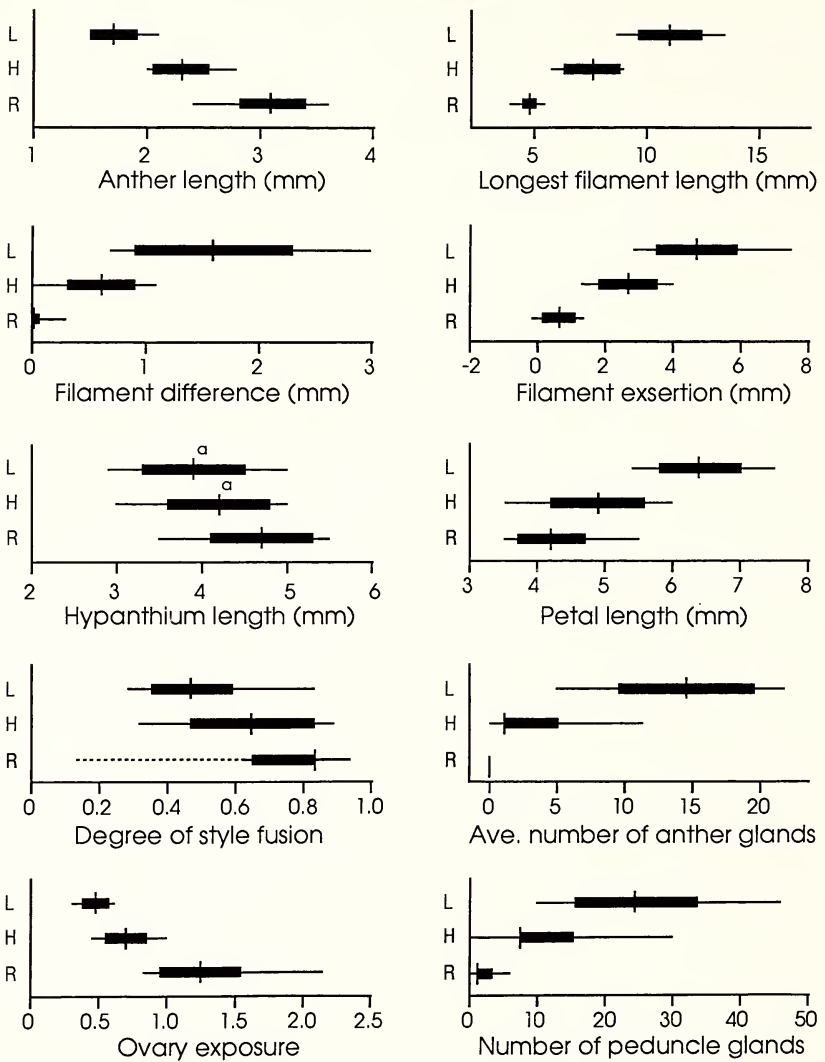 L
H
R
1 2 3 4
Anther length (mm)
L
H
R
5 10 15
Longest filament length (mm)
L
H
R
0 1 2 3
Filament difference (mm)
L
H
R
-2 0 2 4 6 8
Filament exsertion (mm)
a
L
a
H
R
2 3 4 5 6
Hypanthium length (mm)
L
H
R
3 4 5 6 7 8
Petal length (mm)
L
H
R
0 0.2 0.4 0.6 0.8 1.0
Degree of style fusion
L
H
R
0 5 10 15 20
Ave. number of anther glands
L
H
R
0 0.5 1.0 1.5 2.0 2.5
Ovary exposure
L
H
R
0 10 20 30 40 50
Number of peduncle glands